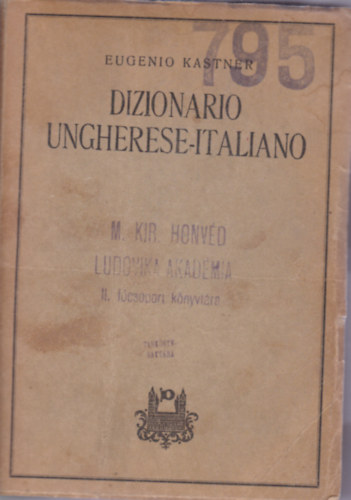 795
EUGENIO KASTNER
DIZIONARIO
UNGHERESE-ITALIANO
M. KIR. HONVÉD
LUDOVIKA AKADÉMIA
II. főcsoport könyvtára